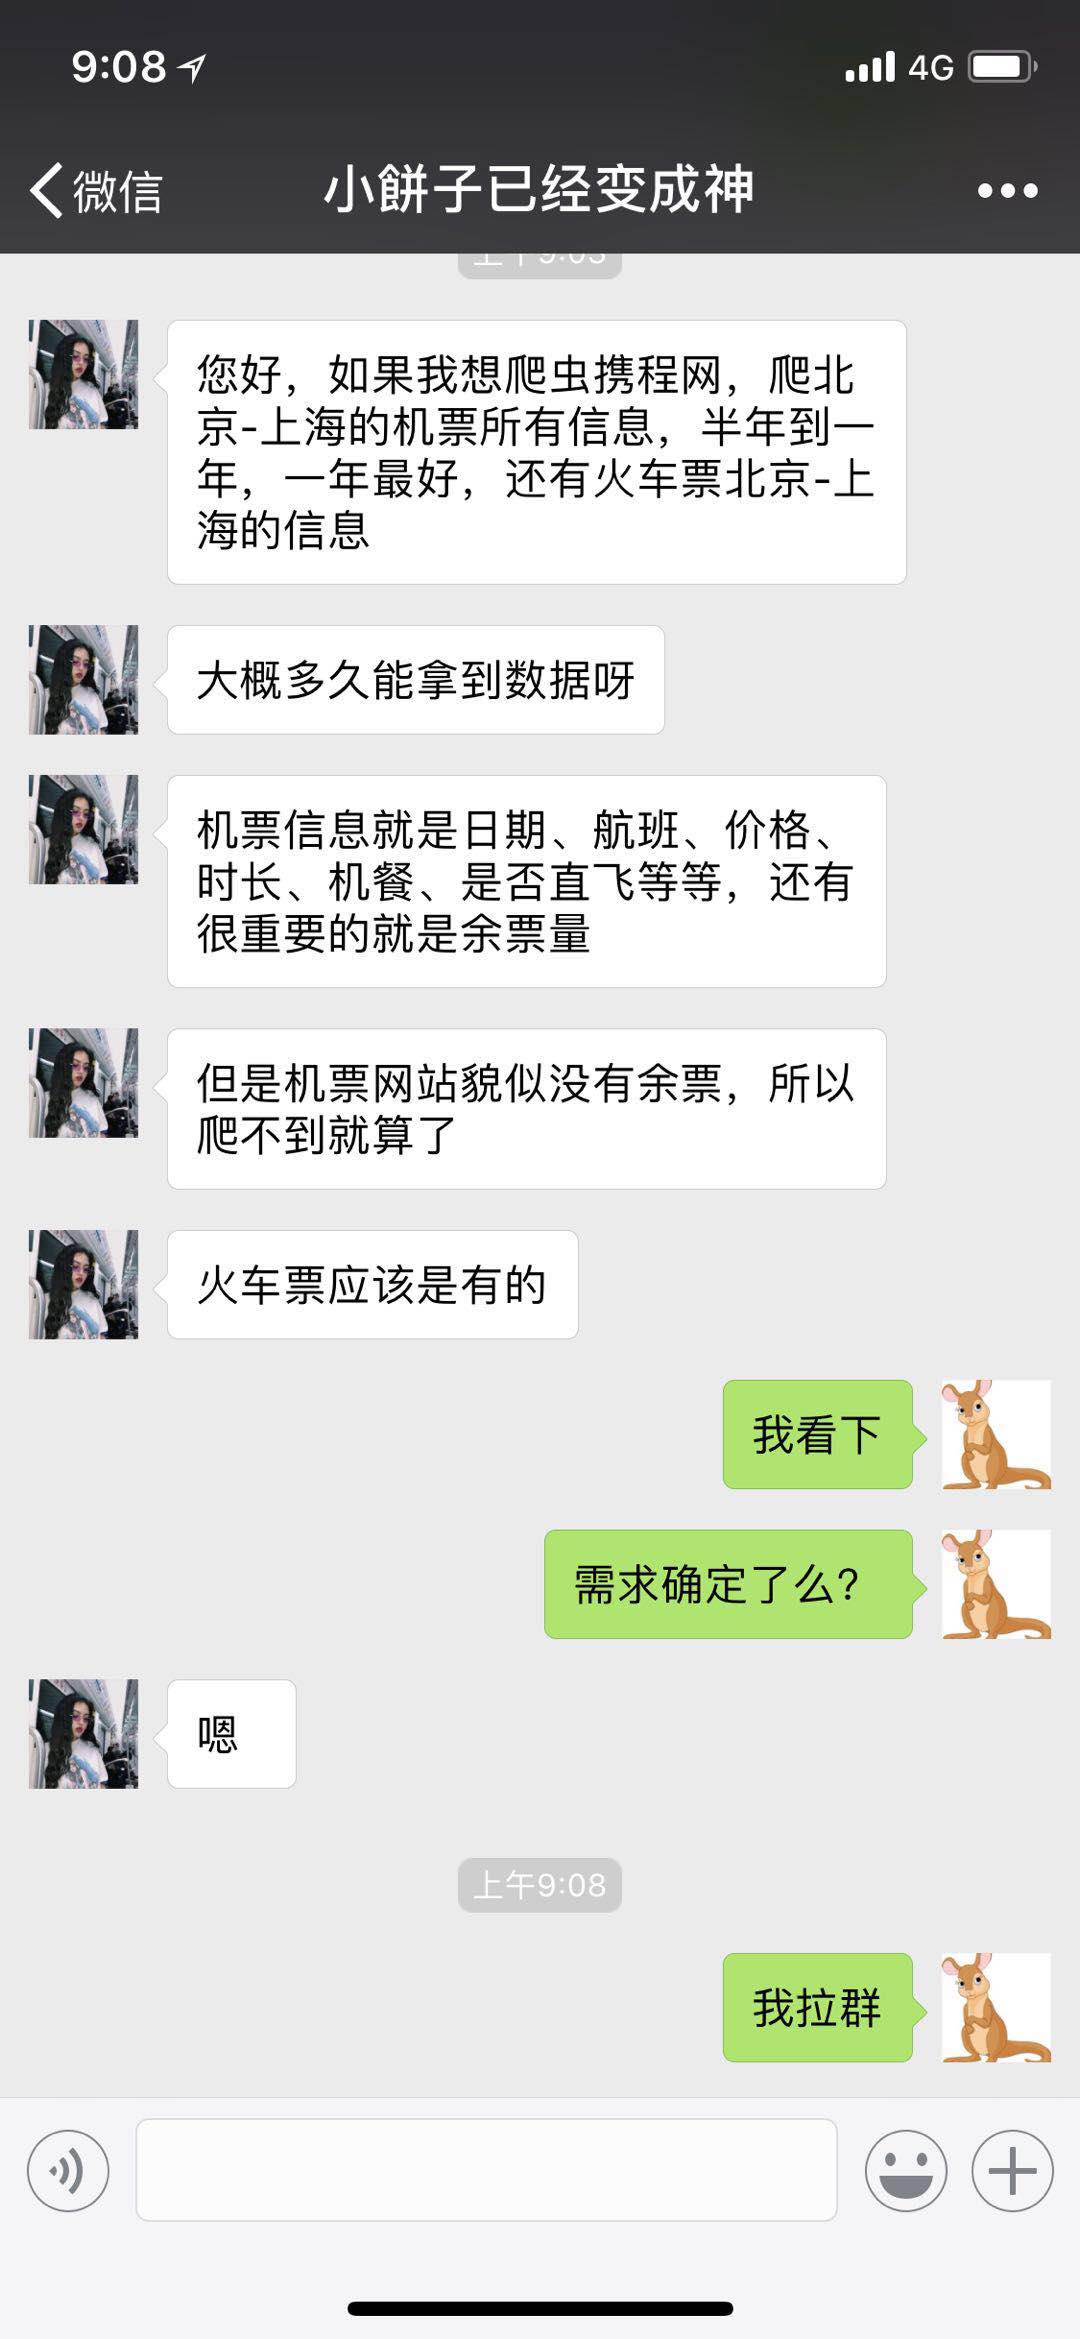 9:08
4G
微信
小餅子已经变成神
上午9:03
您好，如果我想爬虫携程网，爬北
京-上海的机票所有信息，半年到一
年，一年最好，还有火车票北京-上
海的信息
大概多久能拿到数据呀
机票信息就是日期、航班、价格、
时长、机餐、是否直飞等等，还有
很重要的就是余票量
但是机票网站貌似没有余票，所以
爬不到就算了
火车票应该是有的
我看下
需求确定了么？
嗯
上午9:08
我拉群